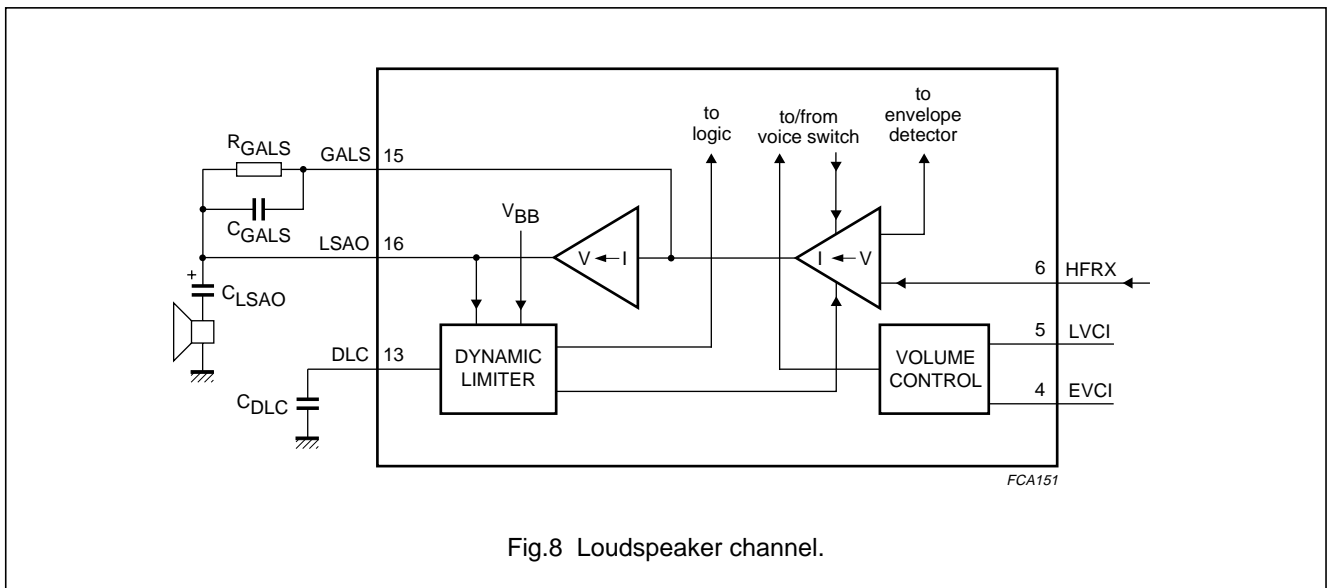 to
logic
to/from
voice switch
to
envelope
detector
RGALS
GALS
15
CGALS
VBB
LSAO
16
V ← I
I ← V
6
HFRX
+
CLSAO
5
LVCI
DLC
13
DYNAMIC
LIMITER
VOLUME
CONTROL
4
EVCI
CDLC
FCA151
Fig.8 Loudspeaker channel.